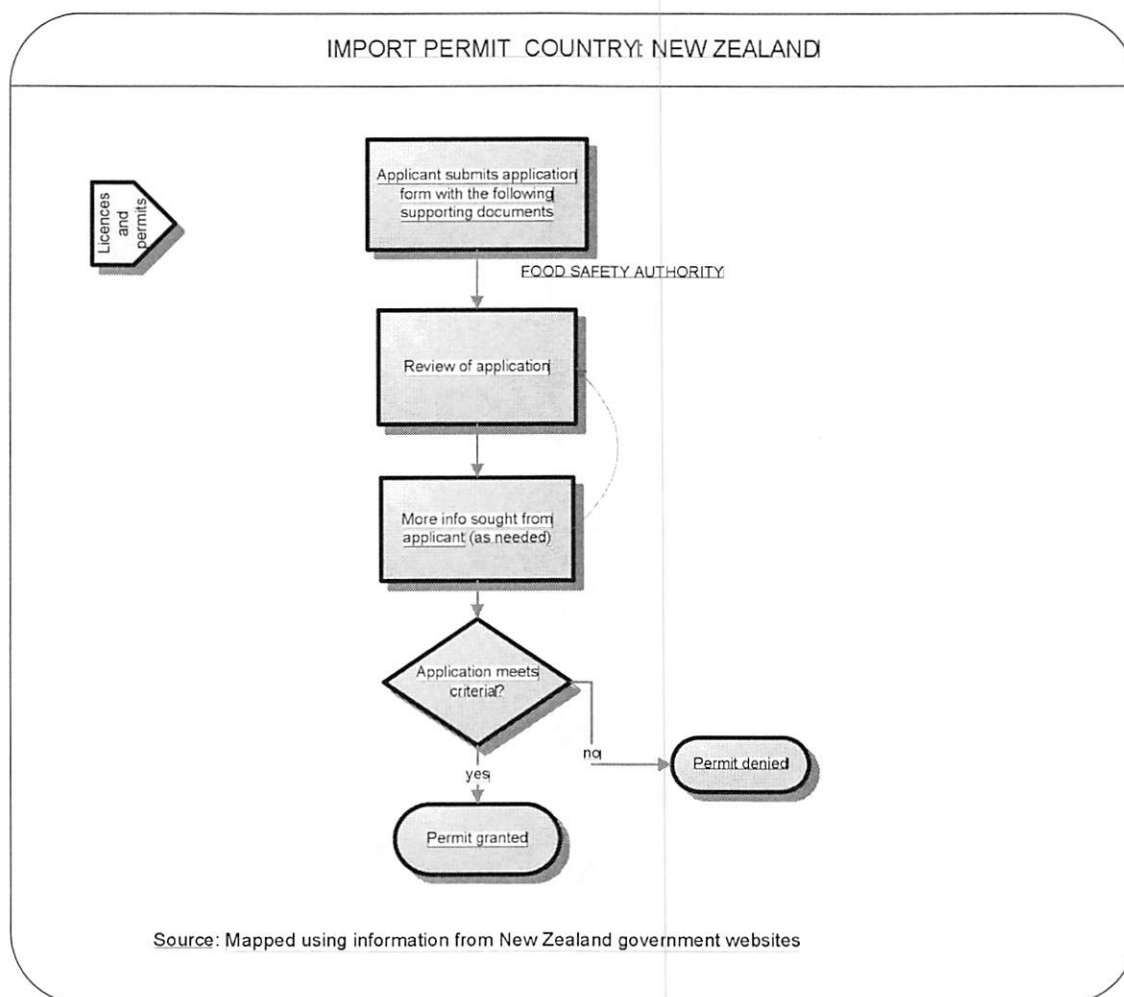 IMPORT PERMIT COUNTRY: NEW ZEALAND
Licences
and
permits
Applicant submits application
form with the following
supporting documents
FOOD SAFETY AUTHORITY
Review of application
More info sought from
applicant (as needed)
Application meets
criteria?
no
Permit denied
yes
Permit granted
Source: Mapped using information from New Zealand government websites